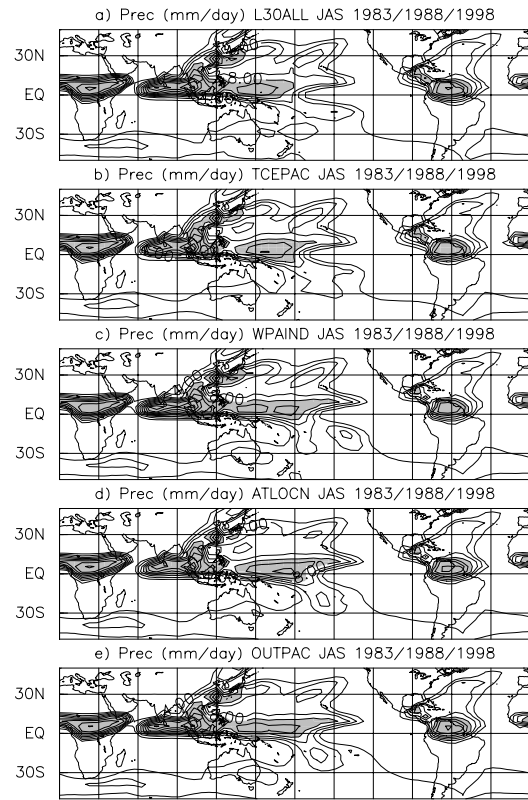 a) Prec (mm/day) L30ALL JAS 1983/1988/1998
30N
EQ
30S
8.00
b) Prec (mm/day) TCEPAC JAS 1983/1988/1998
30N
EQ
30S
c) Prec (mm/day) WPAIND JAS 1983/1988/1998
30N
EQ
30S
d) Prec (mm/day) ATLOCN JAS 1983/1988/1998
30N
EQ
30S
e) Prec (mm/day) OUTPAC JAS 1983/1988/1998
30N
EQ
30S